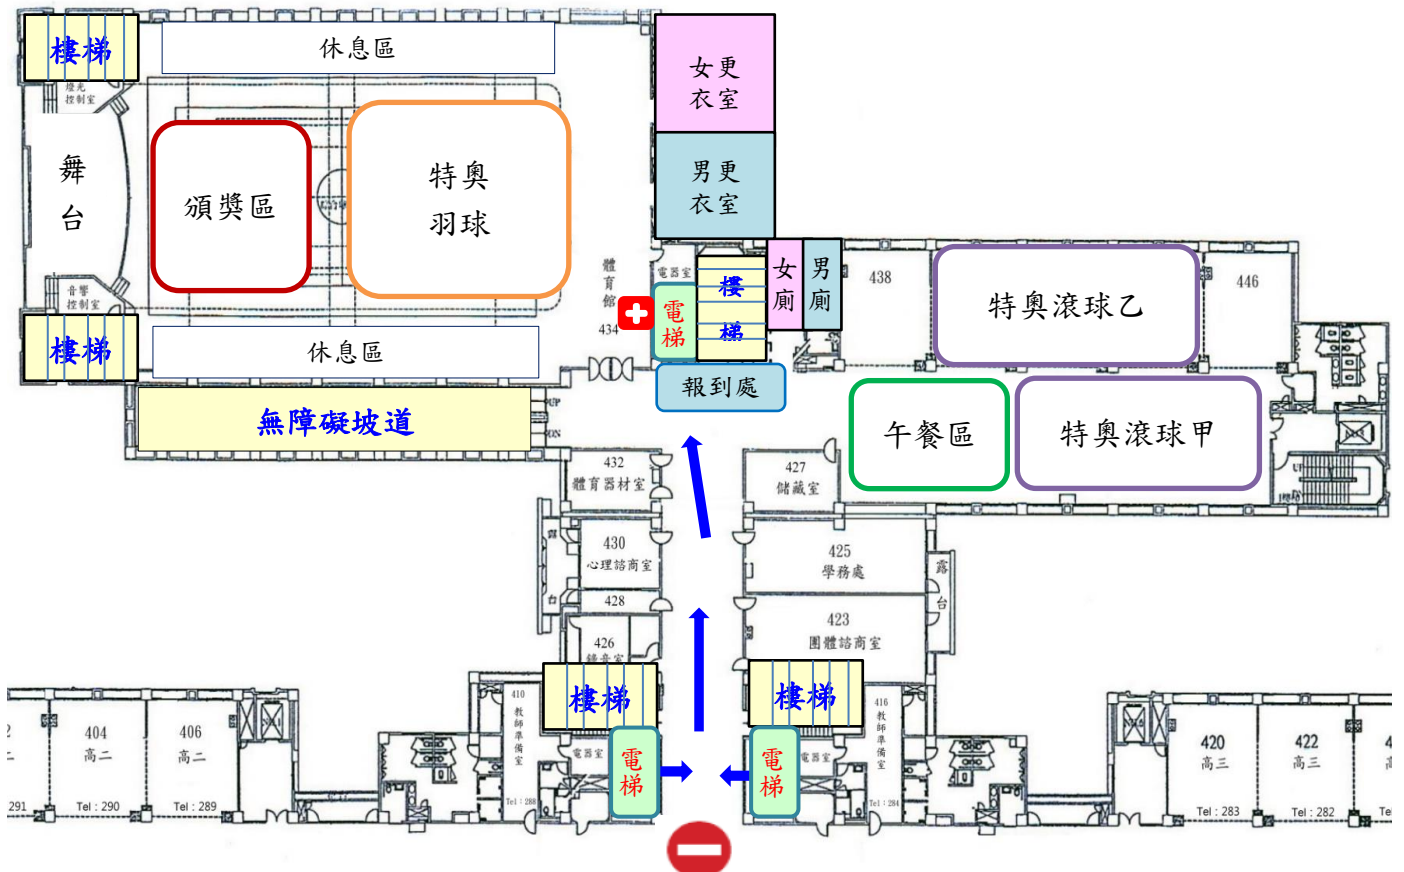 樓梯
休息區
燈光
控制室
女更
衣室
舞
台
頒獎區
特奧
羽球
男更
衣室
體
育
館
434
電器室
電
梯
樓
梯
女
廁
男
廁
438
特奧滾球乙
446
音響
控制室
樓梯
休息區
報到處
無障礙坡道
UP
DN
午餐區
特奧滾球甲
UP
432
體育器材室
427
儲藏室
430
心理諮商室
露
台
425
學務處
露
台
428
423
團體諮商室
426
錄音室
樓梯
樓梯
410
教
師
準
備
室
Tel：288
416
教
師
準
備
室
Tel：284
電器室
電
梯
電
梯
電器室
404
高二
406
高二
291
Tel：290
Tel：289
420
高三
422
高三
Tel：283
Tel：282